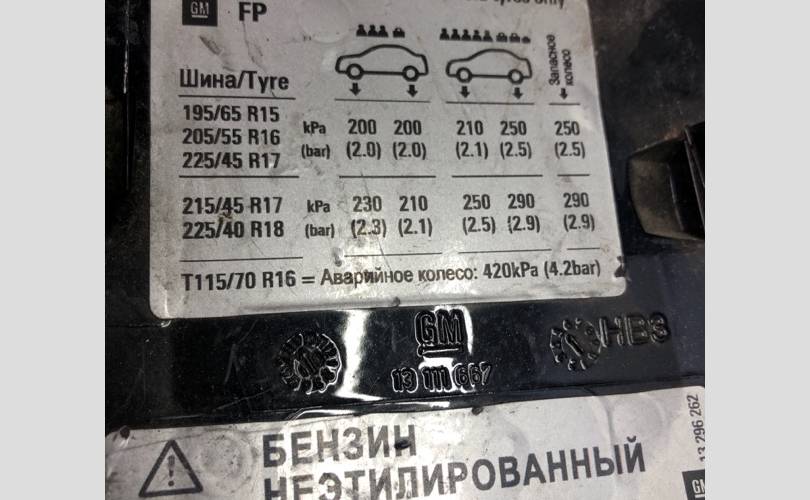 GM FP
only
Запасное колесо
Шина/Tyre
195/65 R15
205/55 R16 kPa 200 200 210 250 250
225/45 R17 (bar) (2.0) (2.0) (2.1) (2.5) (2.5)
215/45 R17 kPa 230 210 250 290 290
225/40 R18 (bar) (2.3) (2.1) (2.5) (2.9) (2.9)
T115/70 R16 = Аварийное колесо: 420kPa (4.2bar)
GM
HB3
13 111 667
БЕНЗИН
НЕЭТИЛИРОВАННЫЙ
13 296 262
GM